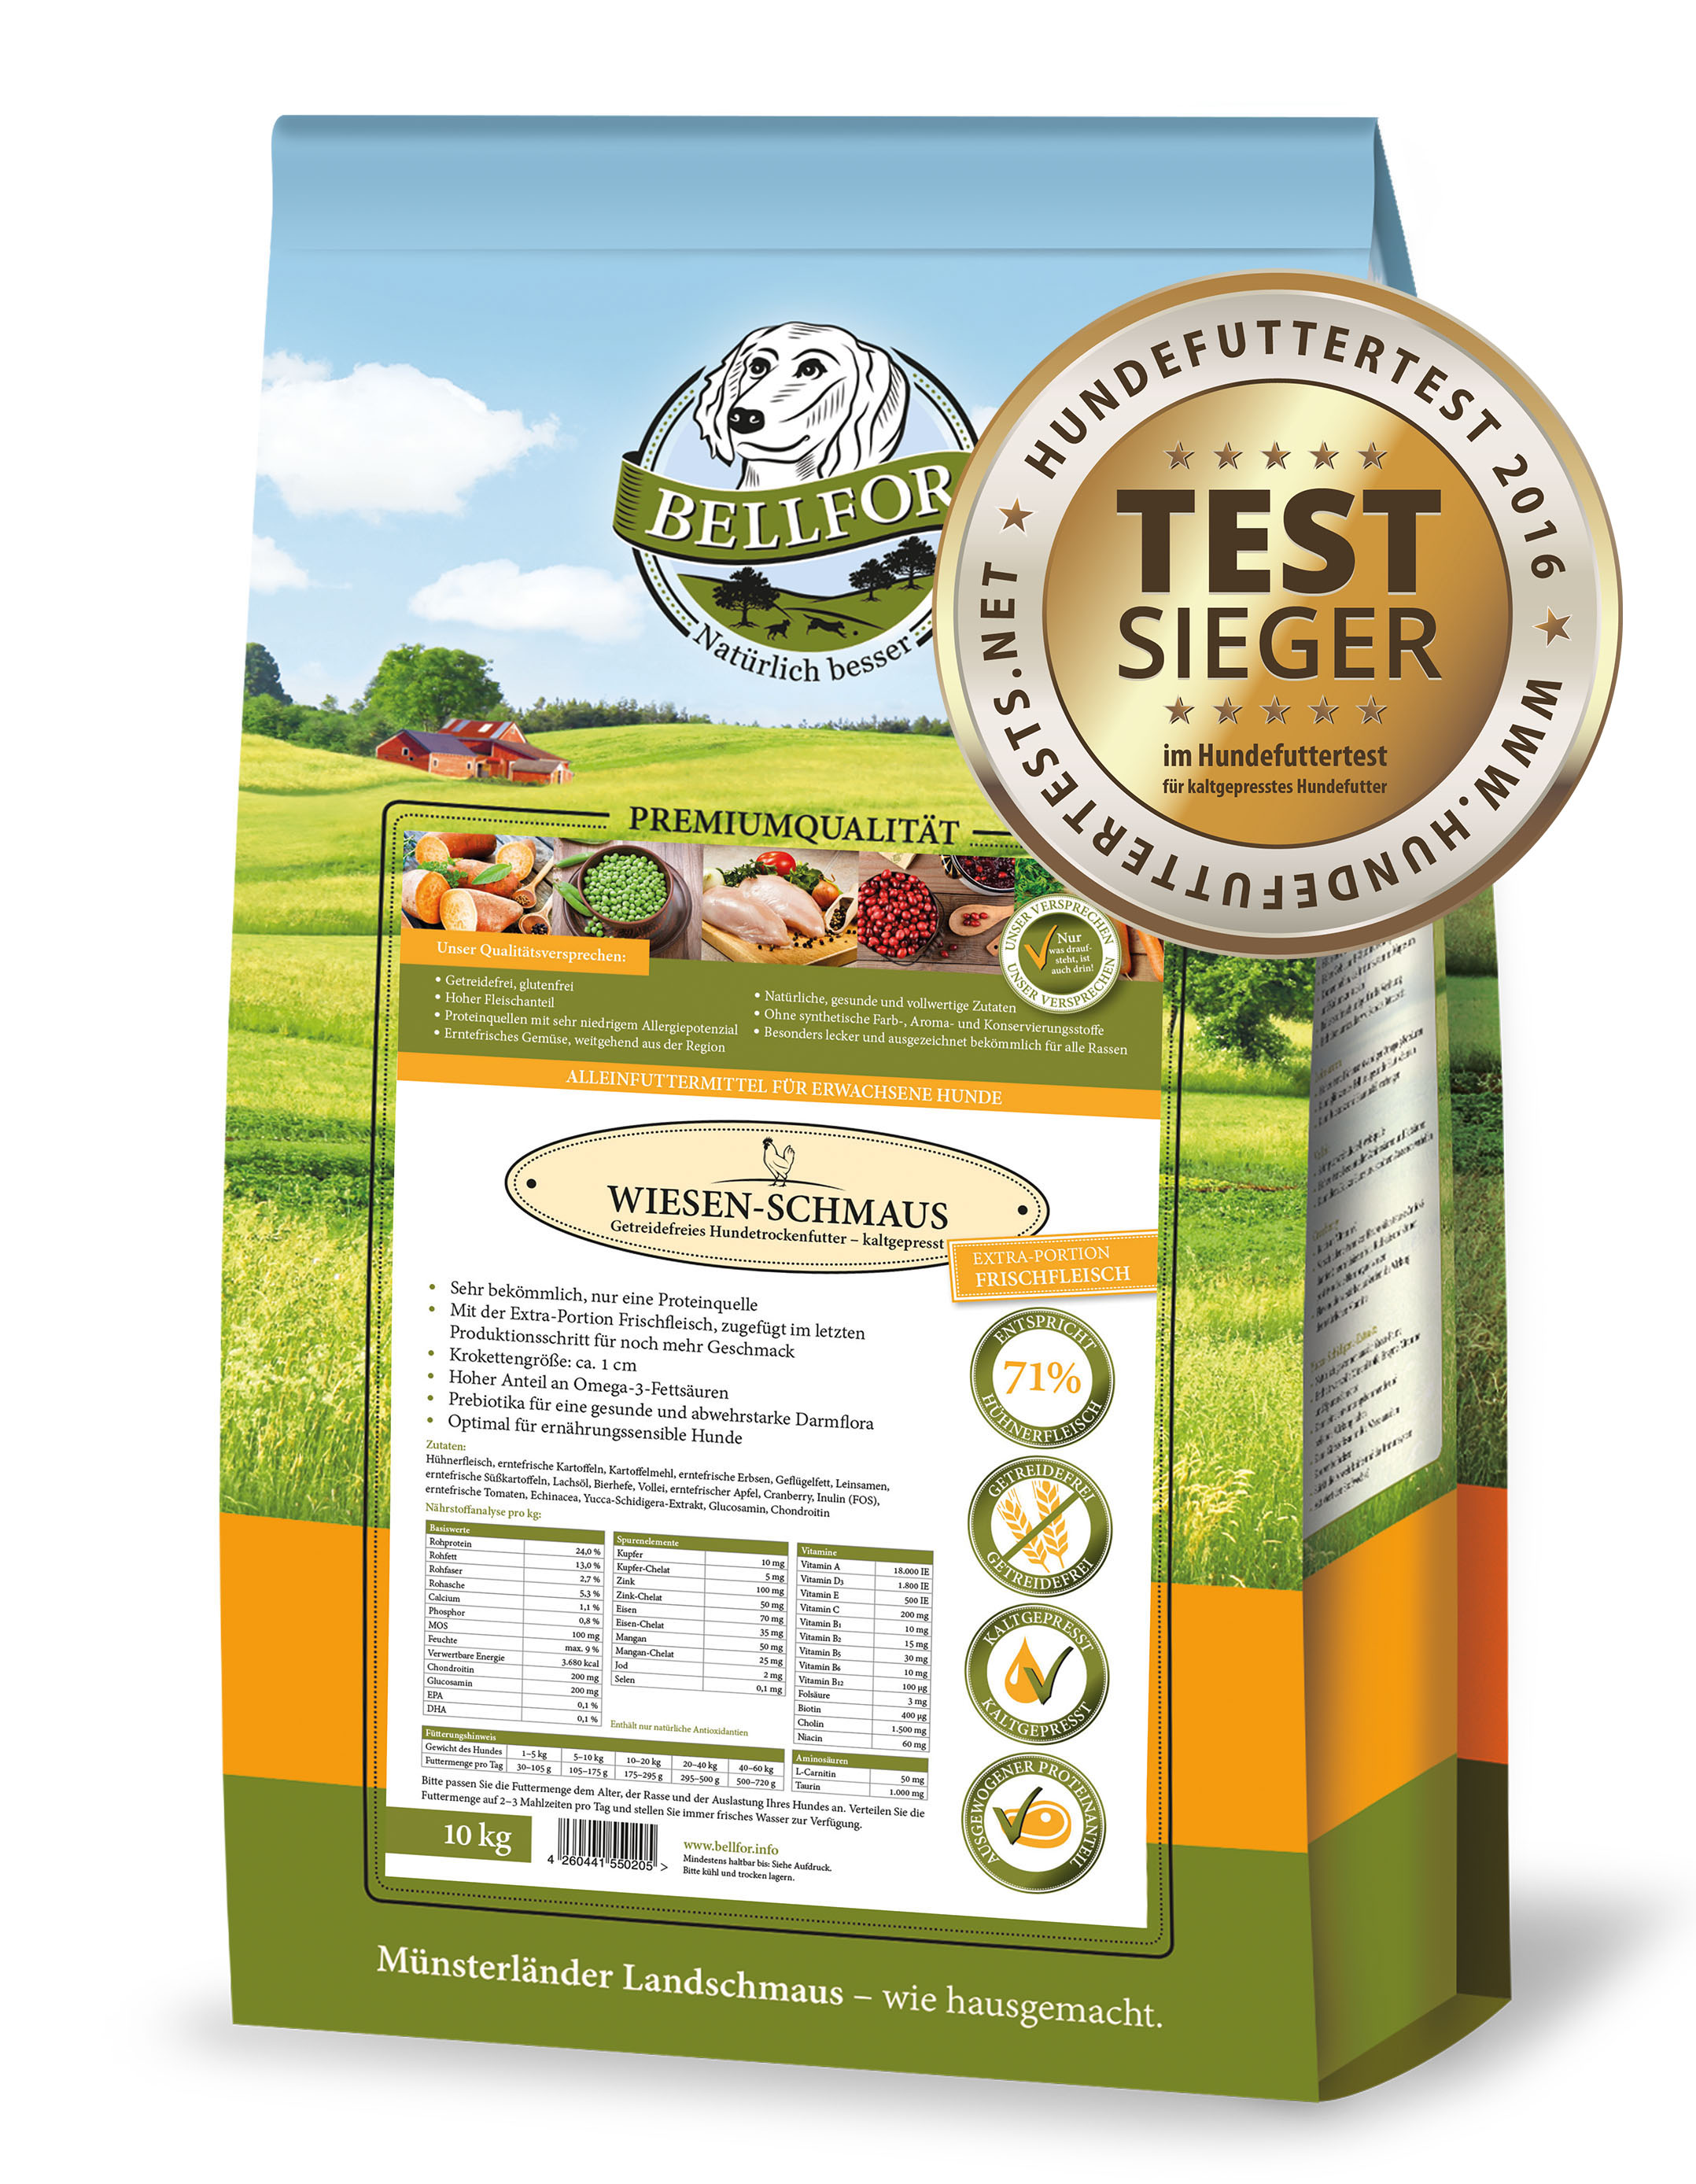 BELLFOR
Natürlich besser
HUNDEFUTTERTEST 2016 ★ WWW.HUNDEFUTTERTESTS.NET ★
TEST
SIEGER
im Hundefuttertest
für kaltgepresstes Hundefutter
PREMIUMQUALITÄT
UNSER VERSPRECHEN
Nur
was drauf-
steht, ist
auch drin!
UNSER VERSPRECHEN
Unser Qualitätsversprechen:
• Getreidefrei, glutenfrei
• Hoher Fleischanteil
• Proteinquellen mit sehr niedrigem Allergiepotenzial
• Erntefrisches Gemüse, weitgehend aus der Region
• Natürliche, gesunde und vollwertige Zutaten
• Ohne synthetische Farb-, Aroma- und Konservierungsstoffe
• Besonders lecker und ausgezeichnet bekömmlich für alle Rassen
ALLEINFUTTERMITTEL FÜR ERWACHSENE HUNDE
WIESEN-SCHMAUS
Getreidefreies Hundetrockenfutter – kaltgepresst
EXTRA-PORTION
FRISCHFLEISCH
• Sehr bekömmlich, nur eine Proteinquelle
• Mit der Extra-Portion Frischfleisch, zugefügt im letzten
Produktionsschritt für noch mehr Geschmack
• Krokettengröße: ca. 1 cm
• Hoher Anteil an Omega-3-Fettsäuren
• Prebiotika für eine gesunde und abwehrstarke Darmflora
• Optimal für ernährungssensible Hunde
ENTSPRICHT
71%
HÜHNERFLEISCH
GETREIDEFREI
GETREIDEFREI
KALTGEPRESST
KALTGEPRESST
AUSGEWOGENER PROTEINANTEIL
Zutaten:
Hühnerfleisch, erntefrische Kartoffeln, Kartoffelmehl, erntefrische Erbsen, Geflügelfett, Leinsamen,
erntefrische Süßkartoffeln, Lachsöl, Bierhefe, Vollei, erntefrischer Apfel, Cranberry, Inulin (FOS),
erntefrische Tomaten, Echinacea, Yucca-Schidigera-Extrakt, Glucosamin, Chondroitin
Nährstoffanalyse pro kg:
Basiswerte
Rohprotein 24,0 %
Rohfett 13,0 %
Rohfaser 2,7 %
Rohasche 5,3 %
Calcium 1,1 %
Phosphor 0,8 %
MOS 100 mg
Feuchte max. 9 %
Verwertbare Energie 3.680 kcal
Chondroitin 200 mg
Glucosamin 200 mg
EPA 0,1 %
DHA 0,1 %
Spurenelemente
Kupfer 10 mg
Kupfer-Chelat 5 mg
Zink 100 mg
Zink-Chelat 50 mg
Eisen 70 mg
Eisen-Chelat 35 mg
Mangan 50 mg
Mangan-Chelat 25 mg
Jod 2 mg
Selen 0,1 mg
Enthält nur natürliche Antioxidantien
Vitamine
Vitamin A 18.000 IE
Vitamin D3 1.800 IE
Vitamin E 500 IE
Vitamin C 200 mg
Vitamin B1 10 mg
Vitamin B2 15 mg
Vitamin B5 30 mg
Vitamin B6 10 mg
Vitamin B12 100 µg
Folsäure 3 mg
Biotin 400 µg
Cholin 1.500 mg
Niacin 60 mg
Aminosäuren
L-Carnitin 50 mg
Taurin 1.000 mg
Fütterungshinweis
Gewicht des Hundes 1–5 kg 5–10 kg 10–20 kg 20–40 kg 40–60 kg
Futtermenge pro Tag 30–105 g 105–175 g 175–295 g 295–500 g 500–720 g
Bitte passen Sie die Futtermenge dem Alter, der Rasse und der Auslastung Ihres Hundes an. Verteilen Sie die
Futtermenge auf 2–3 Mahlzeiten pro Tag und stellen Sie immer frisches Wasser zur Verfügung.
10 kg
4 260441 550205 >
www.bellfor.info
Mindestens haltbar bis: Siehe Aufdruck.
Bitte kühl und trocken lagern.
Münsterländer Landschmaus – wie hausgemacht.